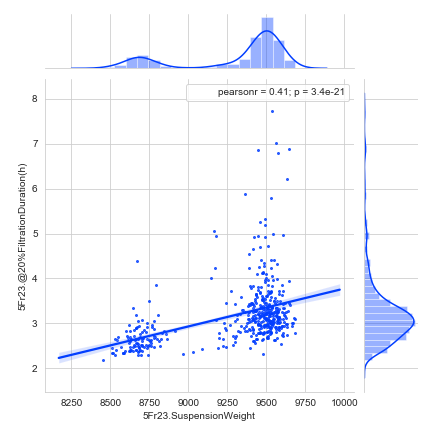 pearsonr = 0.41; p = 3.4e-21
8
7
6
5
4
3
2
5Fr23.@20%FiltrationDuration(h)
8250 8500 8750 9000 9250 9500 9750 10000
5Fr23.SuspensionWeight